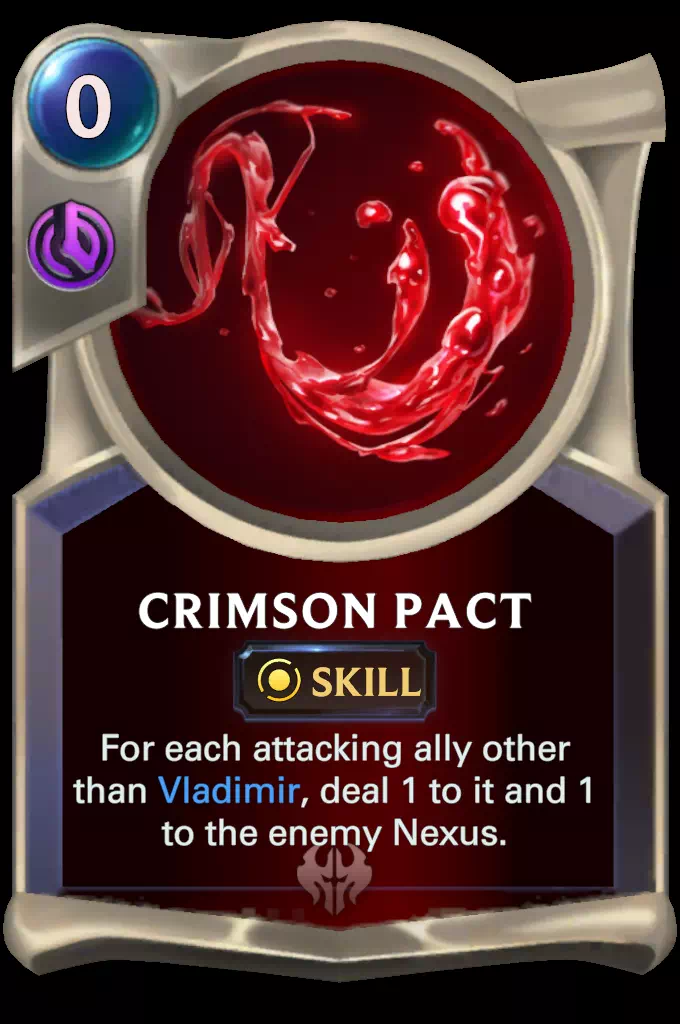 0
CRIMSON PACT
SKILL
For each attacking ally other
than Vladimir, deal 1 to it and 1
to the enemy Nexus.